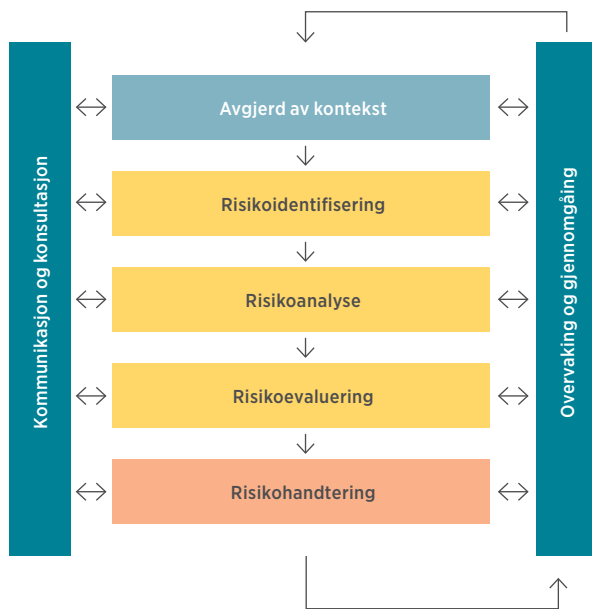 Kommunikasjon og konsultasjon
Avgjerd av kontekst
Risikoidentifisering
Risikoanalyse
Risikoevaluering
Risikohandtering
Overvaking og gjennomgåing